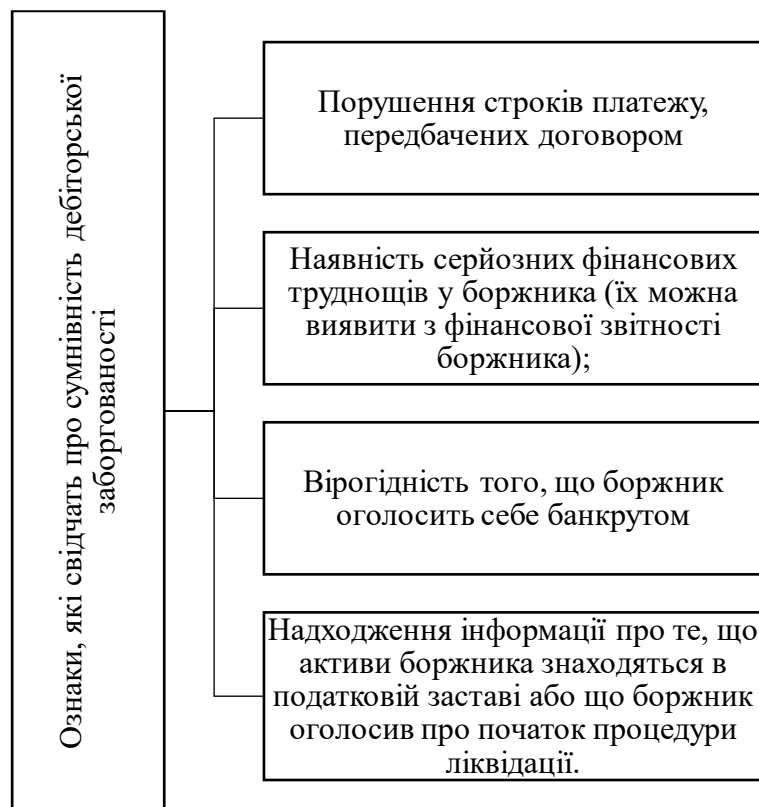 Ознаки, які свідчать про сумнівність дебіторської
заборгованості
Порушення строків платежу,
передбачених договором
Наявність серйозних фінансових
труднощів у боржника (їх можна
виявити з фінансової звітності
боржника);
Вірогідність того, що боржник
оголосить себе банкрутом
Надходження інформації про те, що
активи боржника знаходяться в
податковій заставі або що боржник
оголосив про початок процедури
ліквідації.